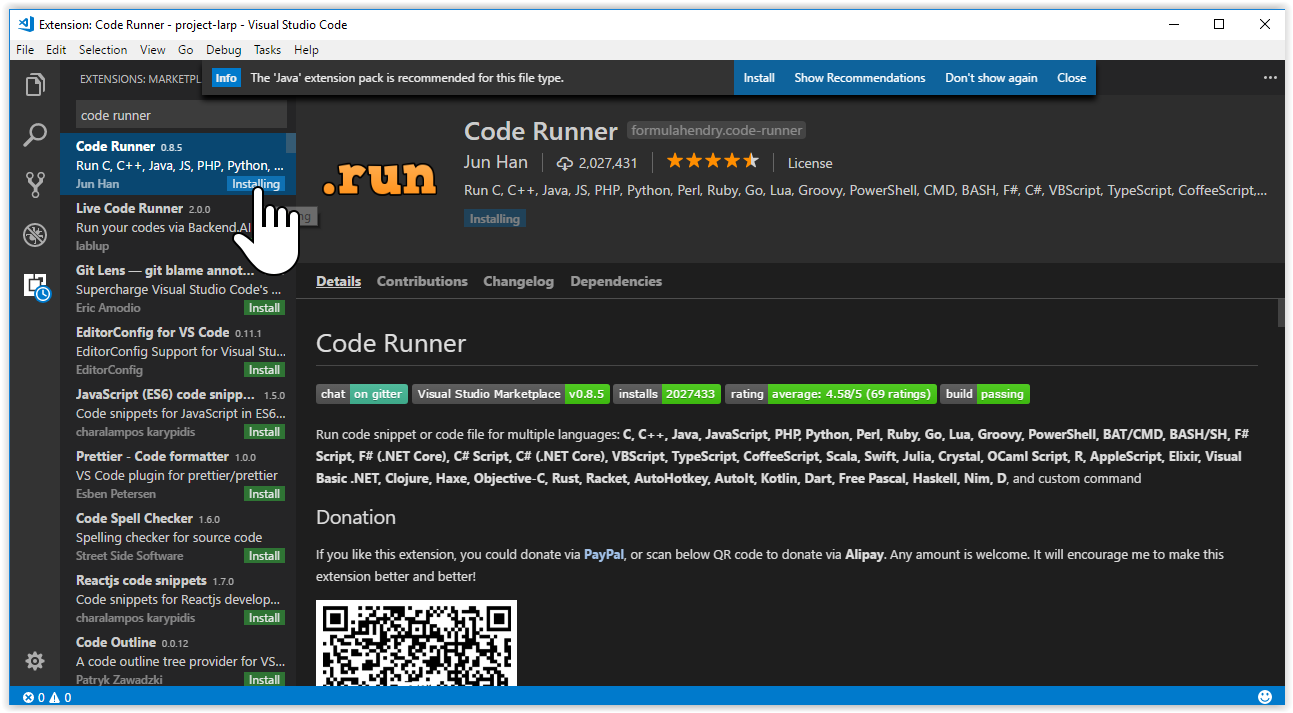 Extension: Code Runner - project-larp - Visual Studio Code
File Edit Selection View Go Debug Tasks Help
EXTENSIONS: MARKETPL
Info The 'Java' extension pack is recommended for this file type. Install Show Recommendations Don't show again Close
code runner
Code Runner 0.8.5
Run C, C++, Java, JS, PHP, Python, ...
Jun Han Installing
Live Code Runner 2.0.0
Run your codes via Backend.AI
lablup
Git Lens — git blame annot...
Supercharge Visual Studio Code's ...
Eric Amodio Install
EditorConfig for VS Code 0.11.1
EditorConfig Support for Visual Stu...
EditorConfig Install
JavaScript (ES6) code snipp... 1.5.0
Code snippets for JavaScript in ES6...
charalampos karypidis Install
Prettier - Code formatter 1.0.0
VS Code plugin for prettier/prettier
Esben Petersen Install
Code Spell Checker 1.6.0
Spelling checker for source code
Street Side Software Install
Reactjs code snippets 1.7.0
Code snippets for Reactjs develop...
charalampos karypidis Install
Code Outline 0.0.12
A code outline tree provider for VS...
Patryk Zawadzki Install
.run
Code Runner formulahendry.code-runner
Jun Han 2,027,431 License
Run C, C++, Java, JS, PHP, Python, Perl, Ruby, Go, Lua, Groovy, PowerShell, CMD, BASH, F#, C#, VBScript, TypeScript, CoffeeScript,...
Installing
Details Contributions Changelog Dependencies
Code Runner
chat on gitter Visual Studio Marketplace v0.8.5 installs 2027433 rating average: 4.58/5 (69 ratings) build passing
Run code snippet or code file for multiple languages: C, C++, Java, JavaScript, PHP, Python, Perl, Ruby, Go, Lua, Groovy, PowerShell, BAT/CMD, BASH/SH, F#
Script, F# (.NET Core), C# Script, C# (.NET Core), VBScript, TypeScript, CoffeeScript, Scala, Swift, Julia, Crystal, OCaml Script, R, AppleScript, Elixir, Visual
Basic .NET, Clojure, Haxe, Objective-C, Rust, Racket, AutoHotkey, AutoIt, Kotlin, Dart, Free Pascal, Haskell, Nim, D, and custom command
Donation
If you like this extension, you could donate via PayPal, or scan below QR code to donate via Alipay. Any amount is welcome. It will encourage me to make this
extension better and better!
0 0